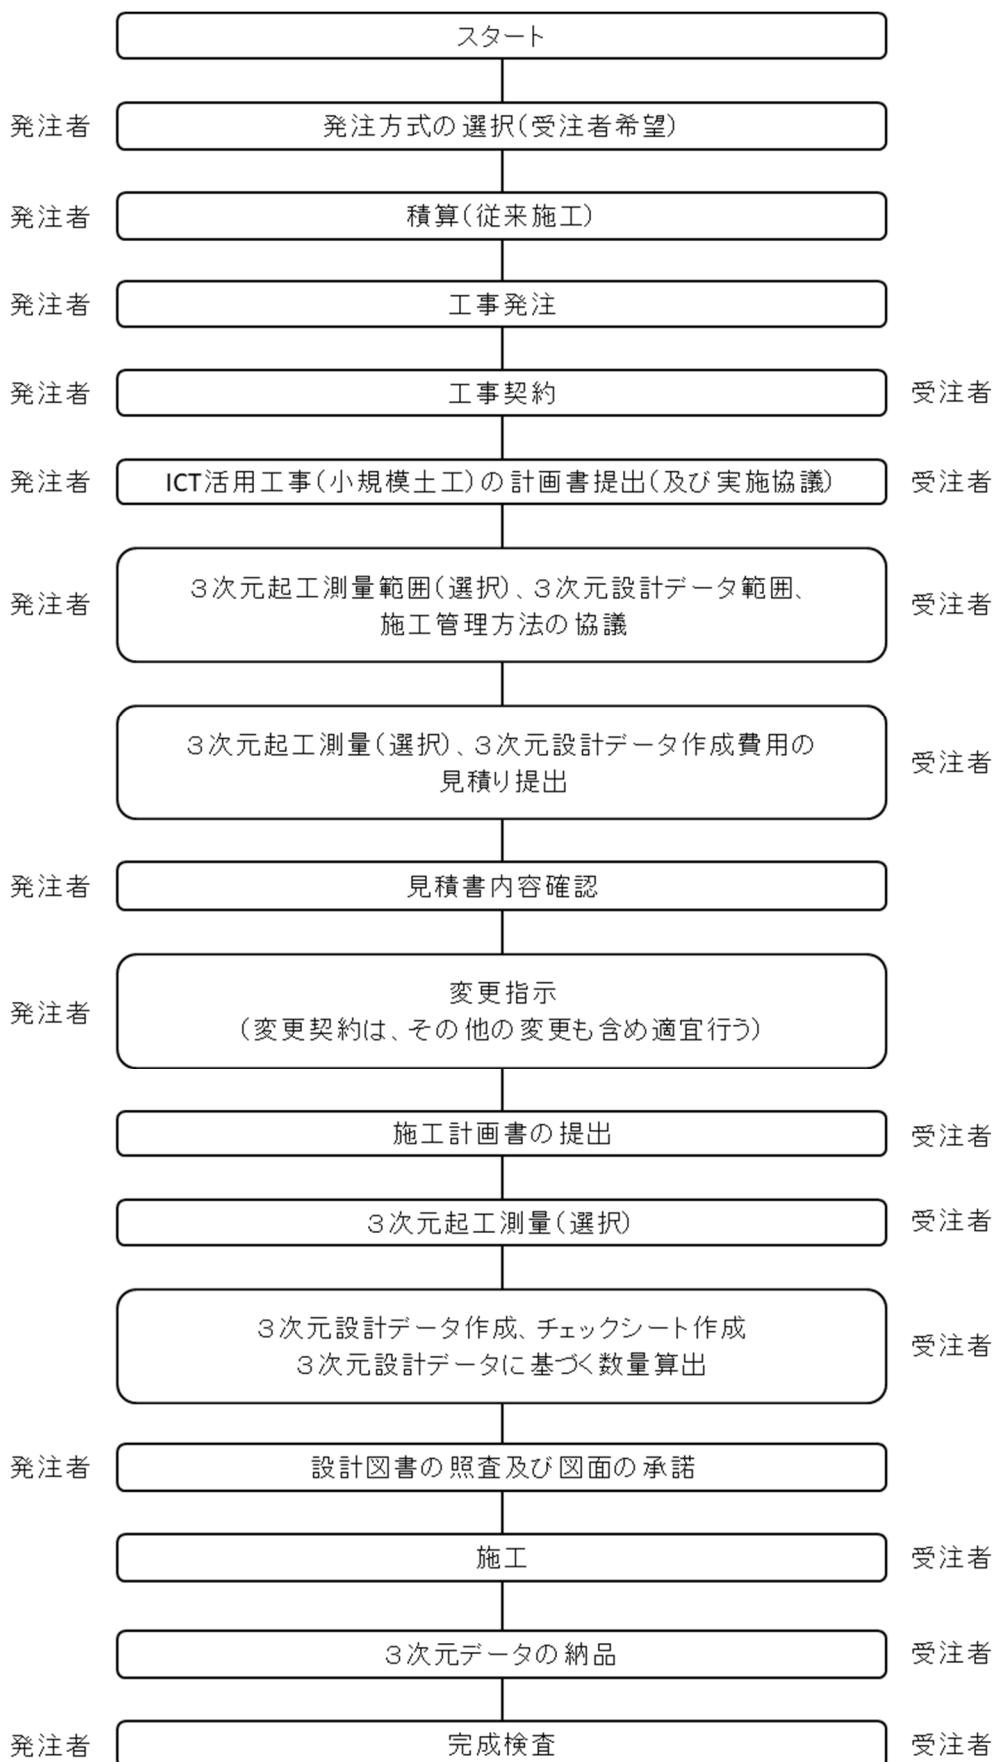 スタート
発注者 発注方式の選択(受注者希望)
発注者 積算(従来施工)
発注者 工事発注
発注者 工事契約 受注者
発注者 ICT活用工事(小規模土工)の計画書提出(及び実施協議) 受注者
3次元起工測量範囲(選択)、3次元設計データ範囲、
発注者 施工管理方法の協議 受注者
3次元起工測量(選択)、3次元設計データ作成費用の
見積り提出 受注者
発注者 見積書内容確認
変更指示
発注者 (変更契約は、その他の変更も含め適宜行う)
施工計画書の提出 受注者
3次元起工測量(選択) 受注者
3次元設計データ作成、チェックシート作成
3次元設計データに基づく数量算出 受注者
発注者 設計図書の照査及び図面の承諾
施工 受注者
3次元データの納品 受注者
発注者 完成検査 受注者